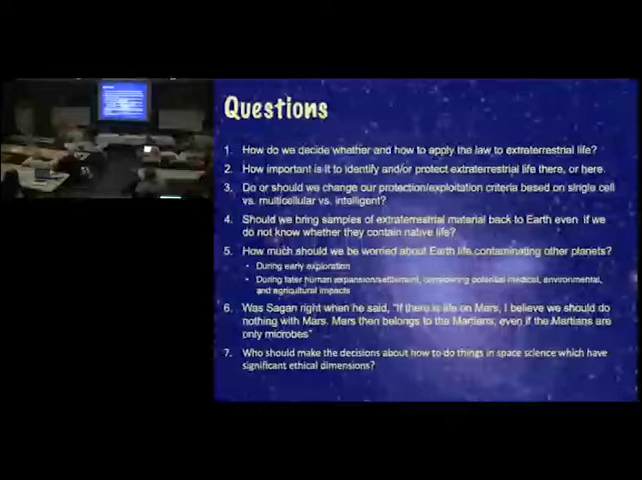 Questions
1. How do we decide whether and how to apply the law to extraterrestrial life?
2. How important is it to identify and/or protect extraterrestrial life there, or here.
3. Do or should we change our protection/exploitation criteria based on single cell
vs. multicellular vs. intelligent?
4. Should we bring samples of extraterrestrial material back to Earth even if we
do not know whether they contain native life?
5. How much should we be worried about Earth life contaminating other planets?
• During early exploration
• During later human expansion/settlement, considering potential medical, environmental,
and agricultural impacts
6. Was Sagan right when he said, "If there is life on Mars, I believe we should do
nothing with Mars. Mars then belongs to the Martians, even if the Martians are
only microbes"
7. Who should make the decisions about how to do things in space science which have
significant ethical dimensions?